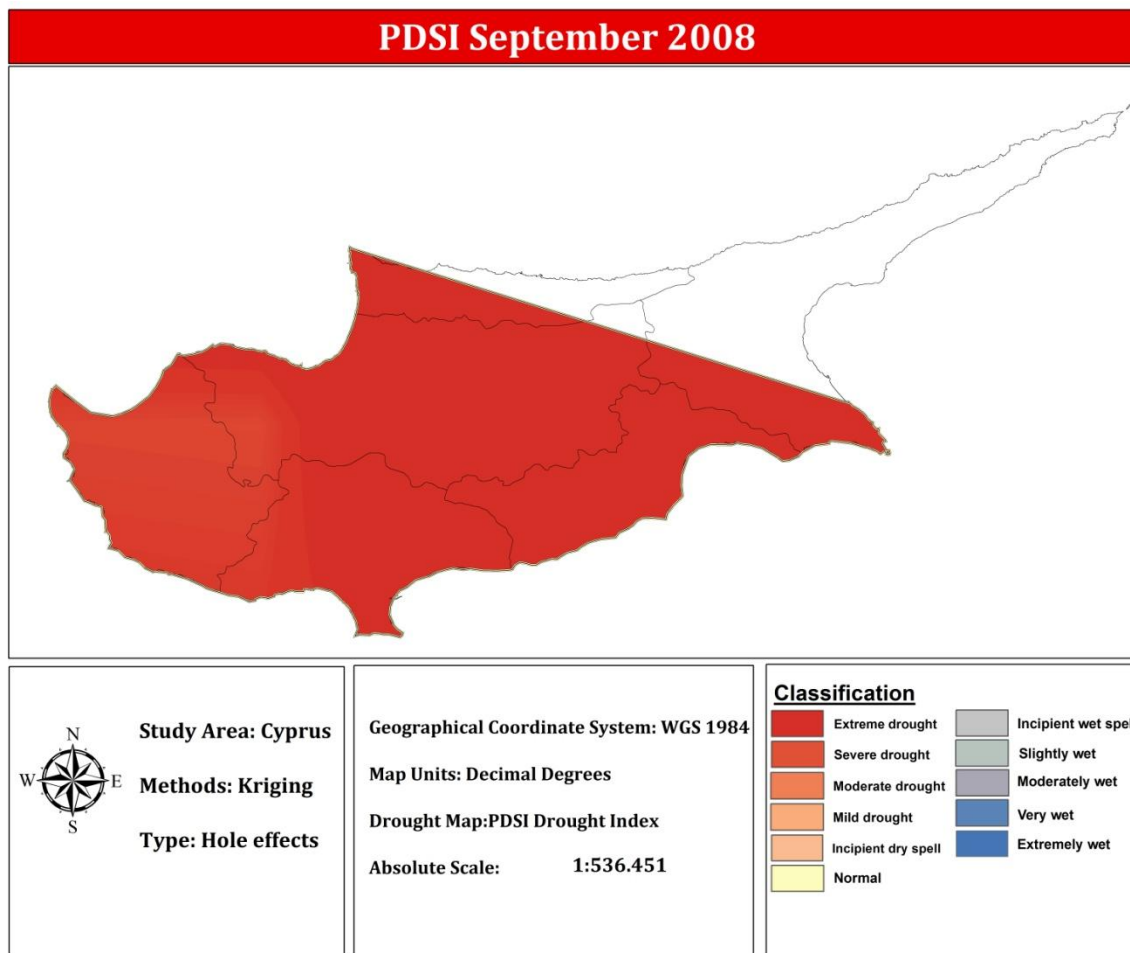 PDSI September 2008
N
W E
S
Study Area: Cyprus
Methods: Kriging
Type: Hole effects
Geographical Coordinate System: WGS 1984
Map Units: Decimal Degrees
Drought Map:PDSI Drought Index
Absolute Scale: 1:536.451
Classification
Extreme drought
Severe drought
Moderate drought
Mild drought
Incipient dry spell
Normal
Incipient wet spel
Slightly wet
Moderately wet
Very wet
Extremely wet